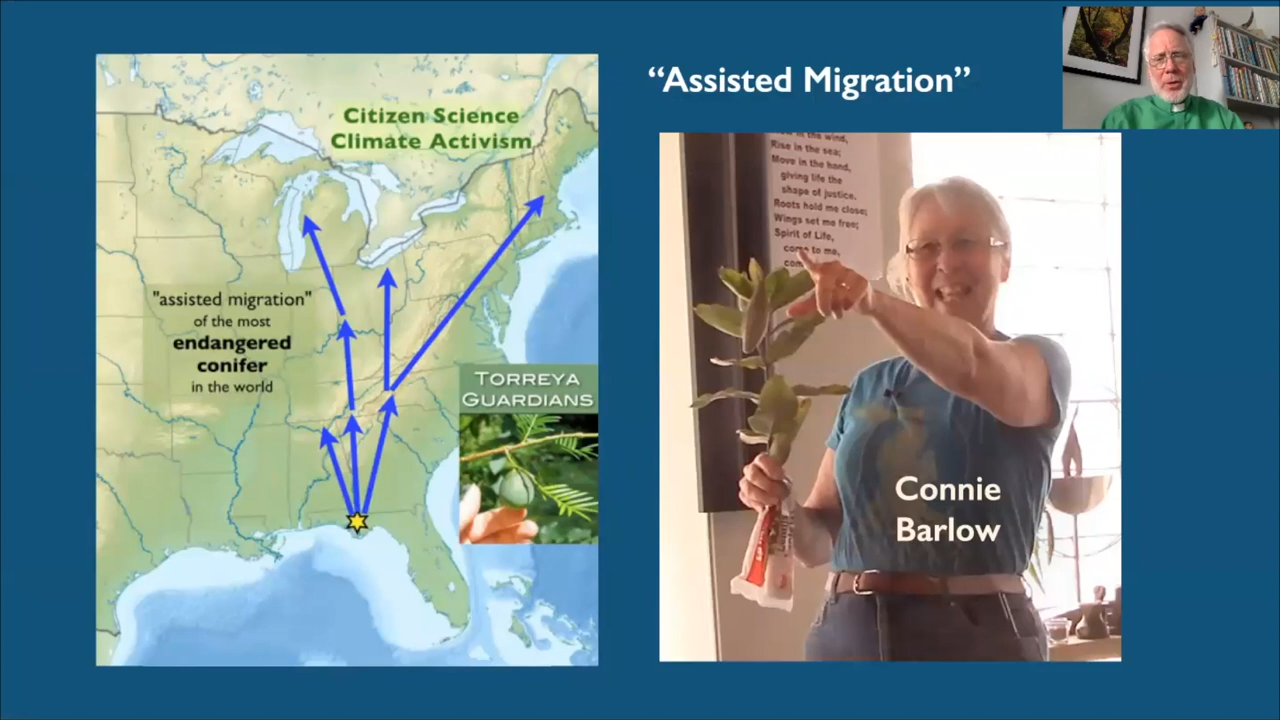 Citizen Science
Climate Activism
"assisted migration"
of the most
endangered
conifer
in the world
TORREYA
GUARDIANS
“Assisted Migration”
in the wind,
Rise in the sea;
Move in the hand,
giving life the
shape of justice.
Roots hold me close;
Wings set me free;
Spirit of Life,
come to me,
Connie
Barlow